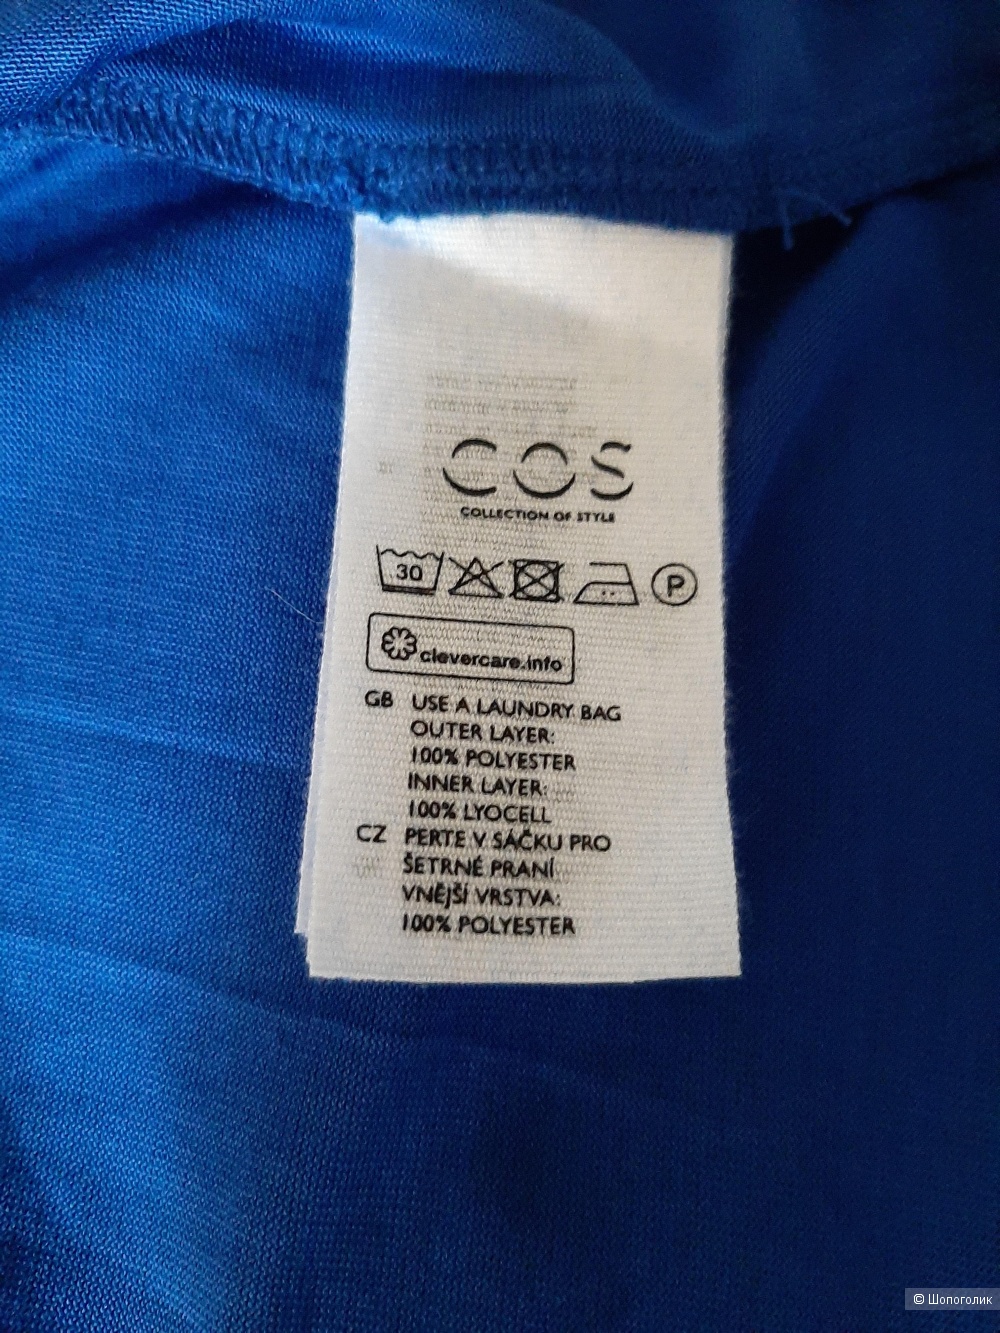 COS
COLLECTION OF STYLE
30
P
clevercare.info
GB USE A LAUNDRY BAG
OUTER LAYER:
100% POLYESTER
INNER LAYER:
100% LYOCELL
CZ PERTE V SÁČKU PRO
ŠETRNÉ PRANÍ
VNĚJŠÍ VRSTVA:
100% POLYESTER
© Шопоголик